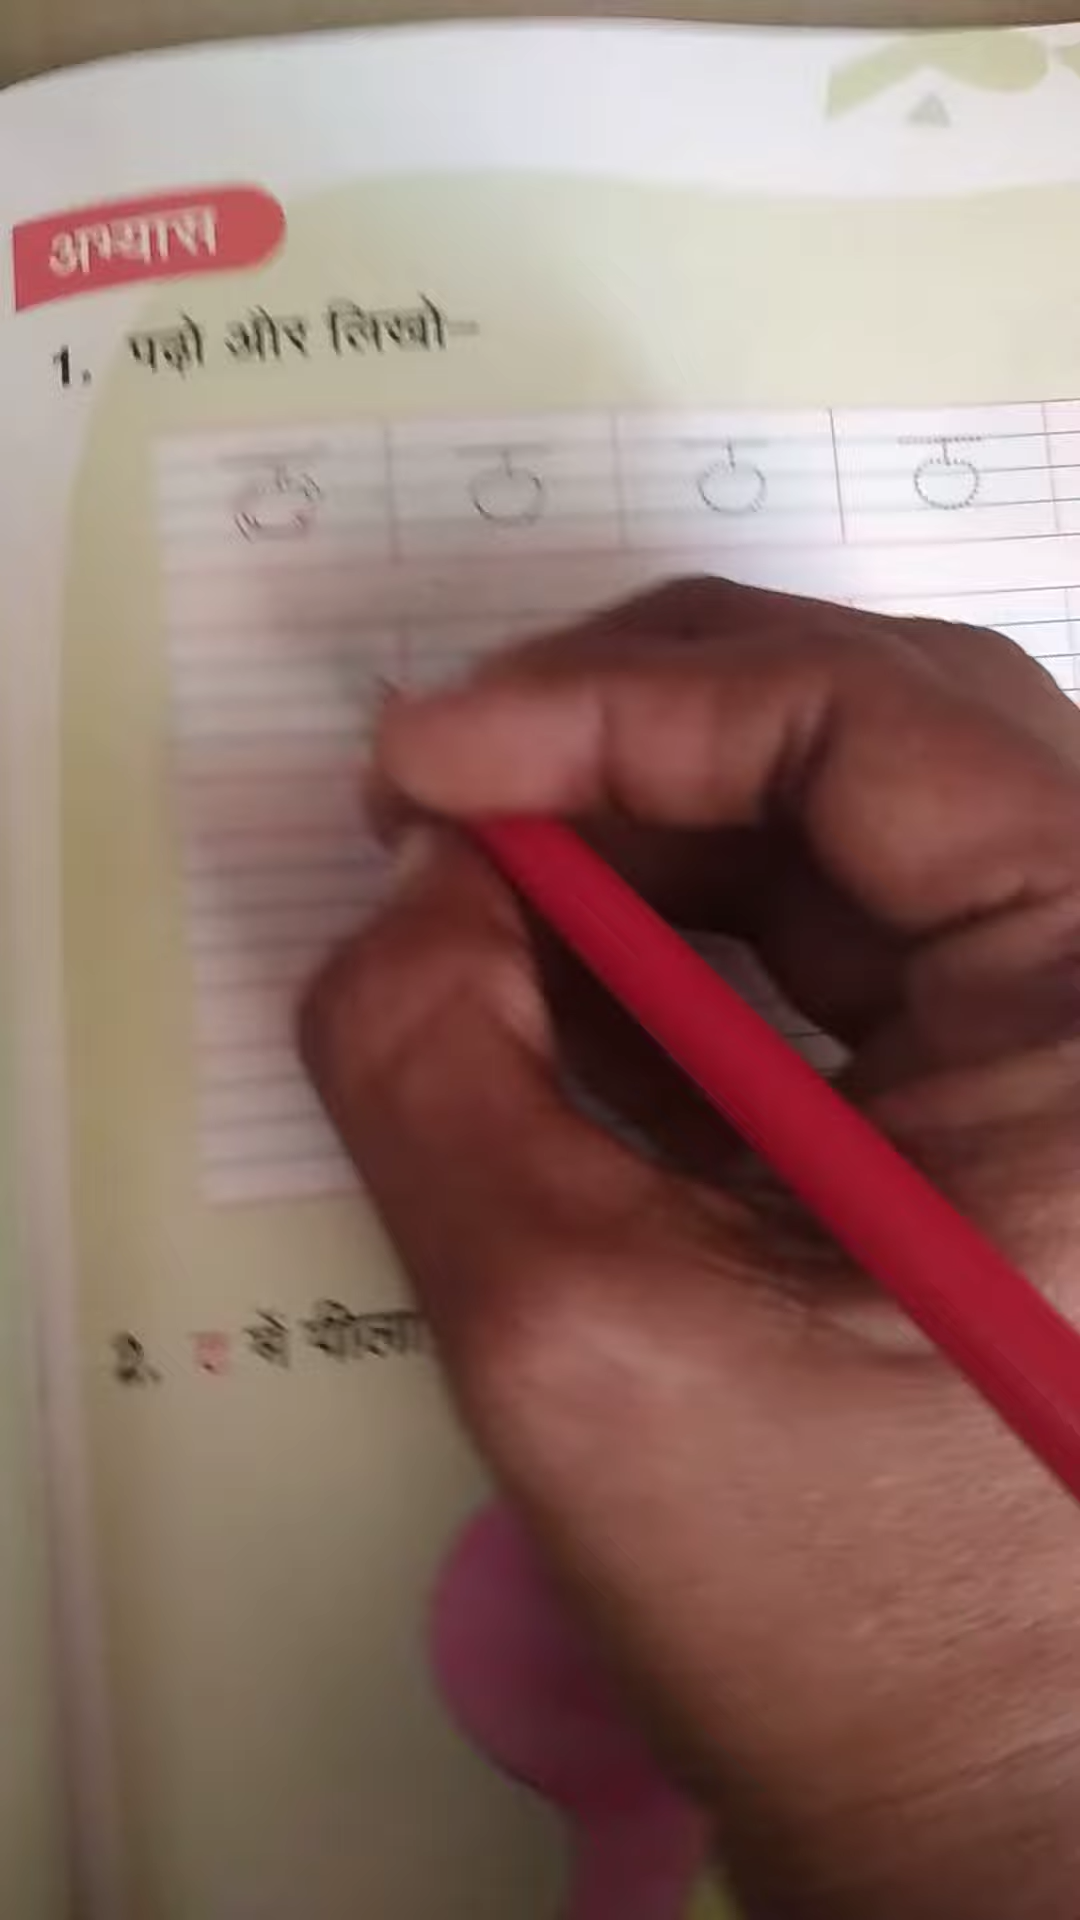 अभ्यास
1. पढ़ो और लिखो–
ठ ठ ठ ठ
2. में पीला